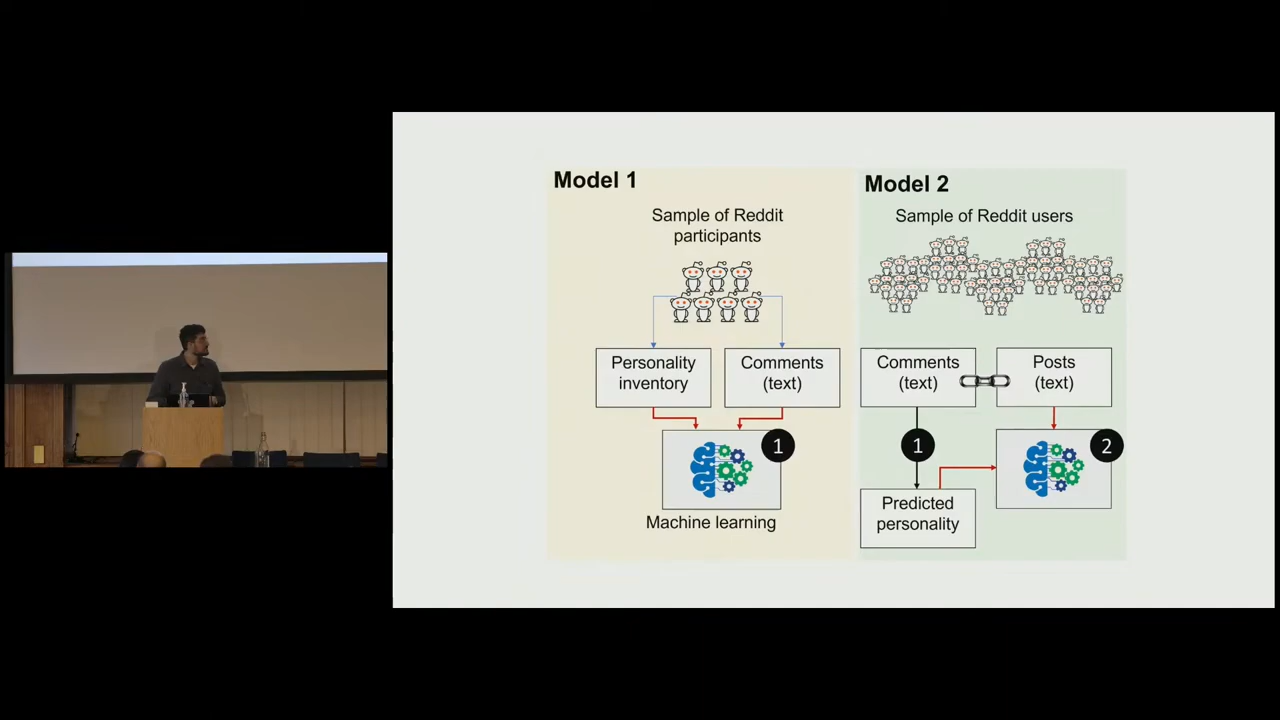 Model 1
Sample of Reddit
participants
Personality
inventory
Comments
(text)
1
Machine learning
Model 2
Sample of Reddit users
Comments
(text)
Posts
(text)
1
2
Predicted
personality